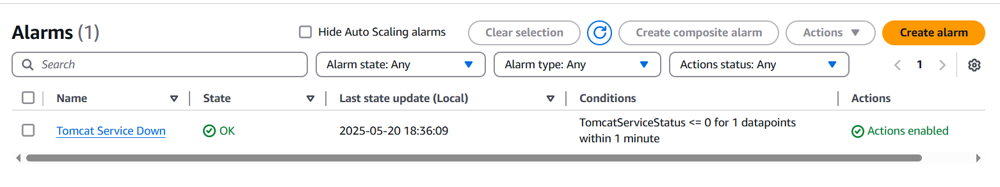 Alarms (1)
Hide Auto Scaling alarms
Clear selection
Create composite alarm
Actions
Create alarm
Search
Alarm state: Any
Alarm type: Any
Actions status: Any
1
Name
State
Last state update (Local)
Conditions
Actions
Tomcat Service Down
OK
2025-05-20 18:36:09
TomcatServiceStatus <= 0 for 1 datapoints
within 1 minute
Actions enabled